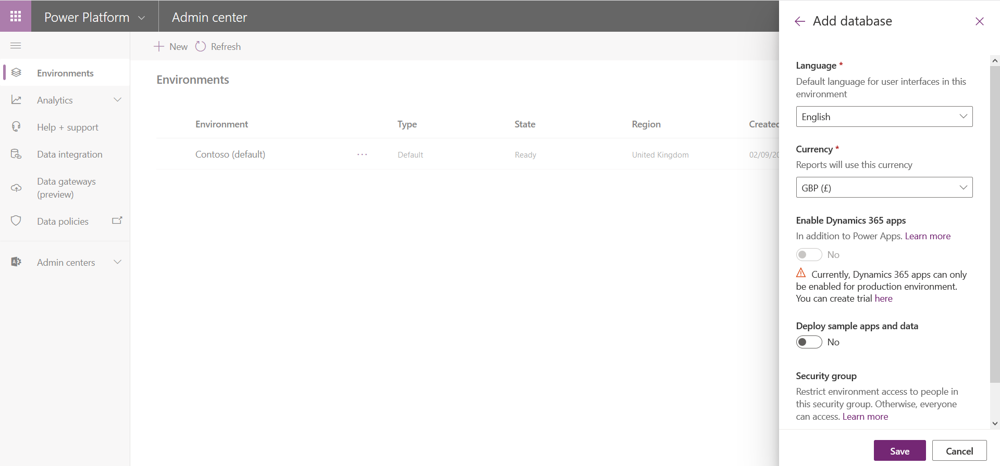 Power Platform
Admin center
New
Refresh
Environments
Analytics
Help + support
Data integration
Data gateways
(preview)
Data policies
Admin centers
Environments
Environment Type State Region Created
Contoso (default) ... Default Ready United Kingdom 02/09/20
Add database
Language *
Default language for user interfaces in this
environment
English
Currency *
Reports will use this currency
GBP (£)
Enable Dynamics 365 apps
In addition to Power Apps. Learn more
No
Currently, Dynamics 365 apps can only
be enabled for production environment.
You can create trial here
Deploy sample apps and data
No
Security group
Restrict environment access to people in
this security group. Otherwise, everyone
can access. Learn more
Save
Cancel